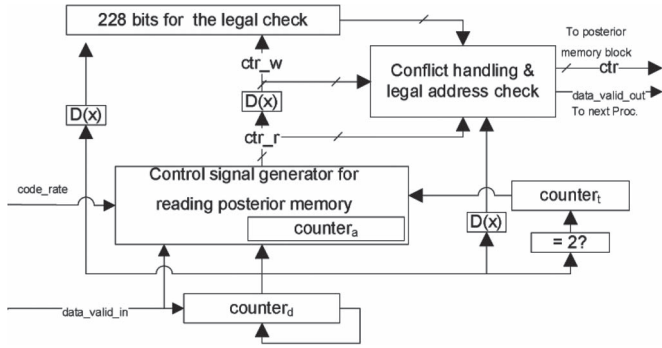 228 bits for the legal check
To posterior
memory block
ctr
data_valid_out
To next Proc.
ctr_w
Conflict handling &
legal address check
D(x)
D(x)
ctr_r
Control signal generator for
reading posterior memory
counterₐ
code_rate
counterₜ
D(x)
= 2?
data_valid_in
counter_d